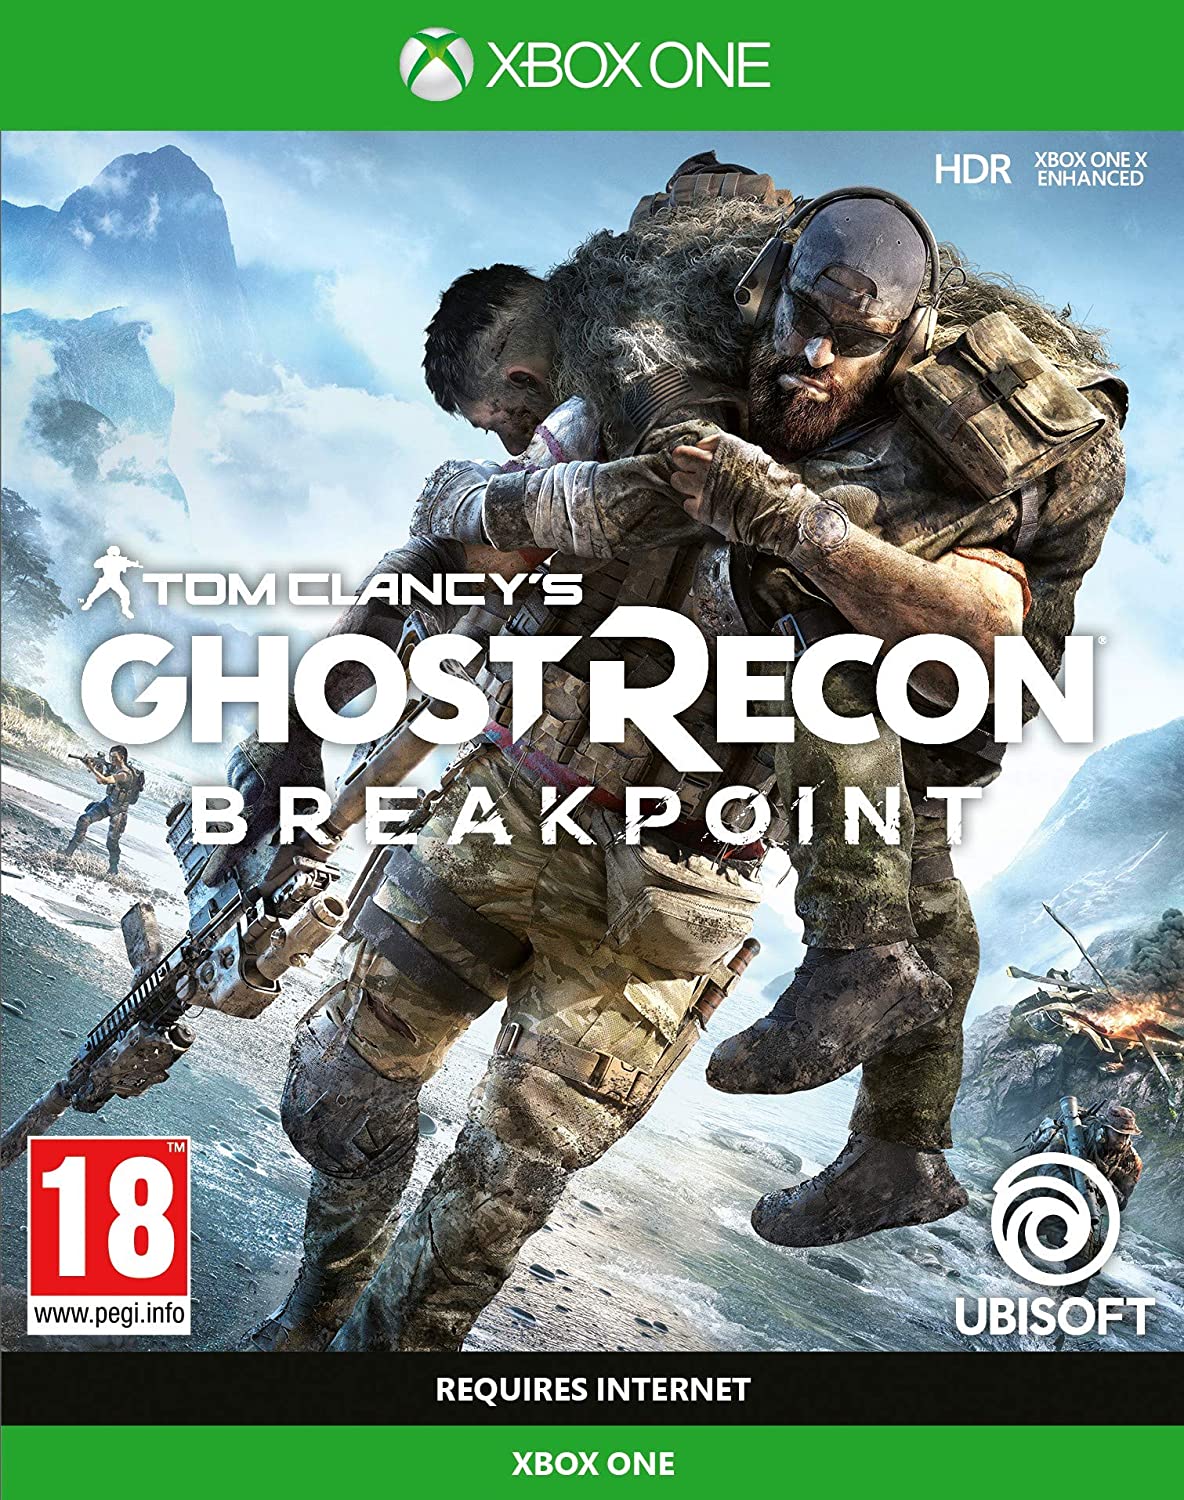 XBOX ONE
HDR XBOX ONE X
ENHANCED
TOM CLANCY'S
GHOST RECON®
BREAKPOINT
18™
www.pegi.info
UBISOFT
REQUIRES INTERNET
XBOX ONE